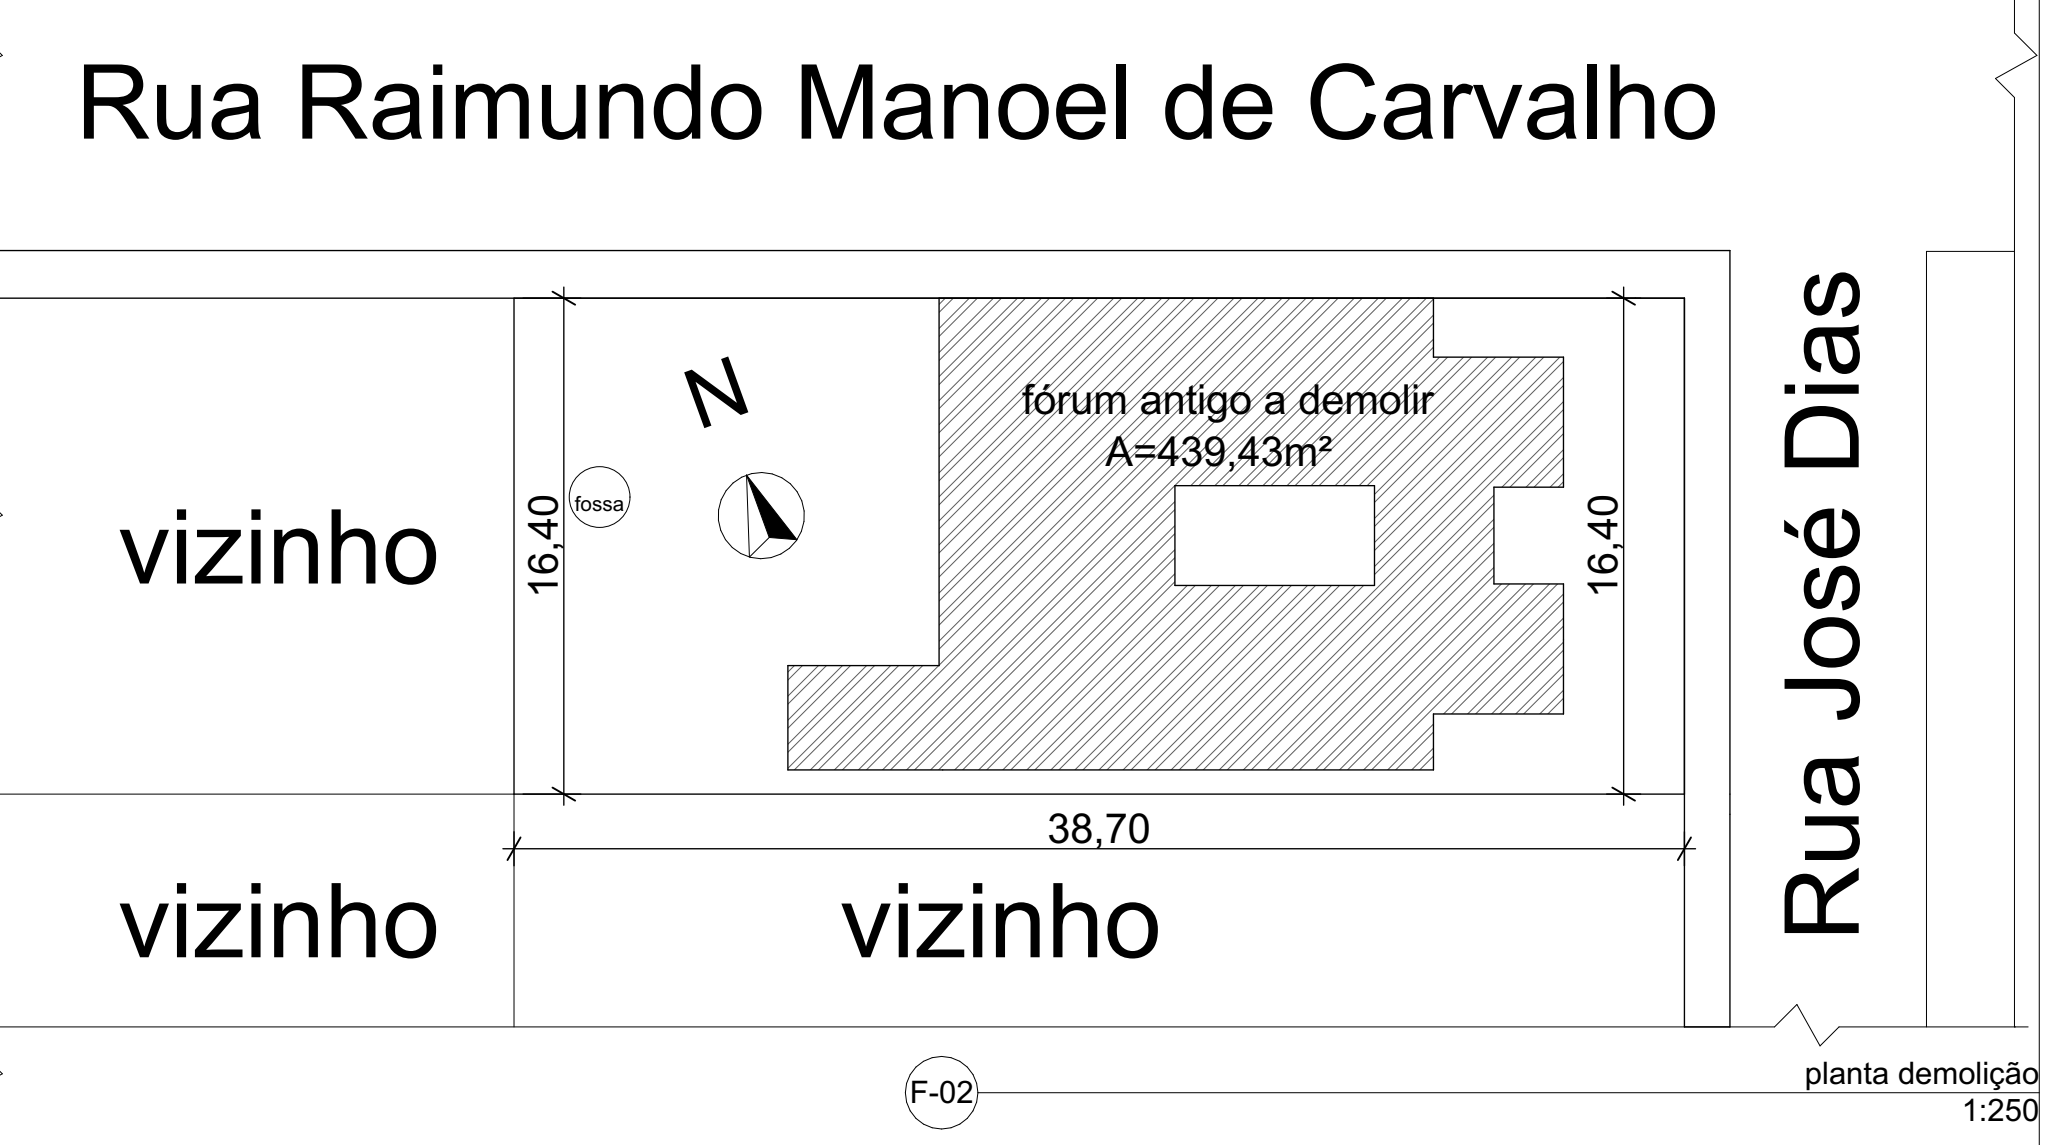 Rua Raimundo Manoel de Carvalho
N
fórum antigo a demolir
A=439,43m²
fossa
16,40
16,40
vizinho
Rua José Dias
38,70
vizinho
vizinho
F-02
planta demolição
1:250